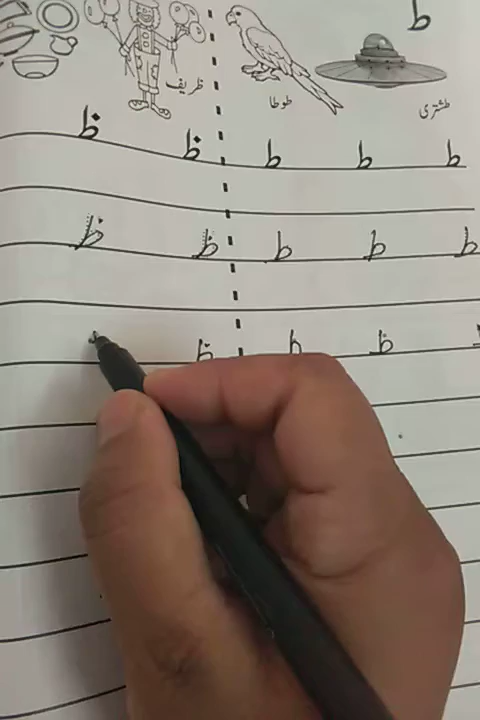 ط
طشتری طوطا ظریف
ط ط ط ظ ظ
ط ط ط ظ ظ